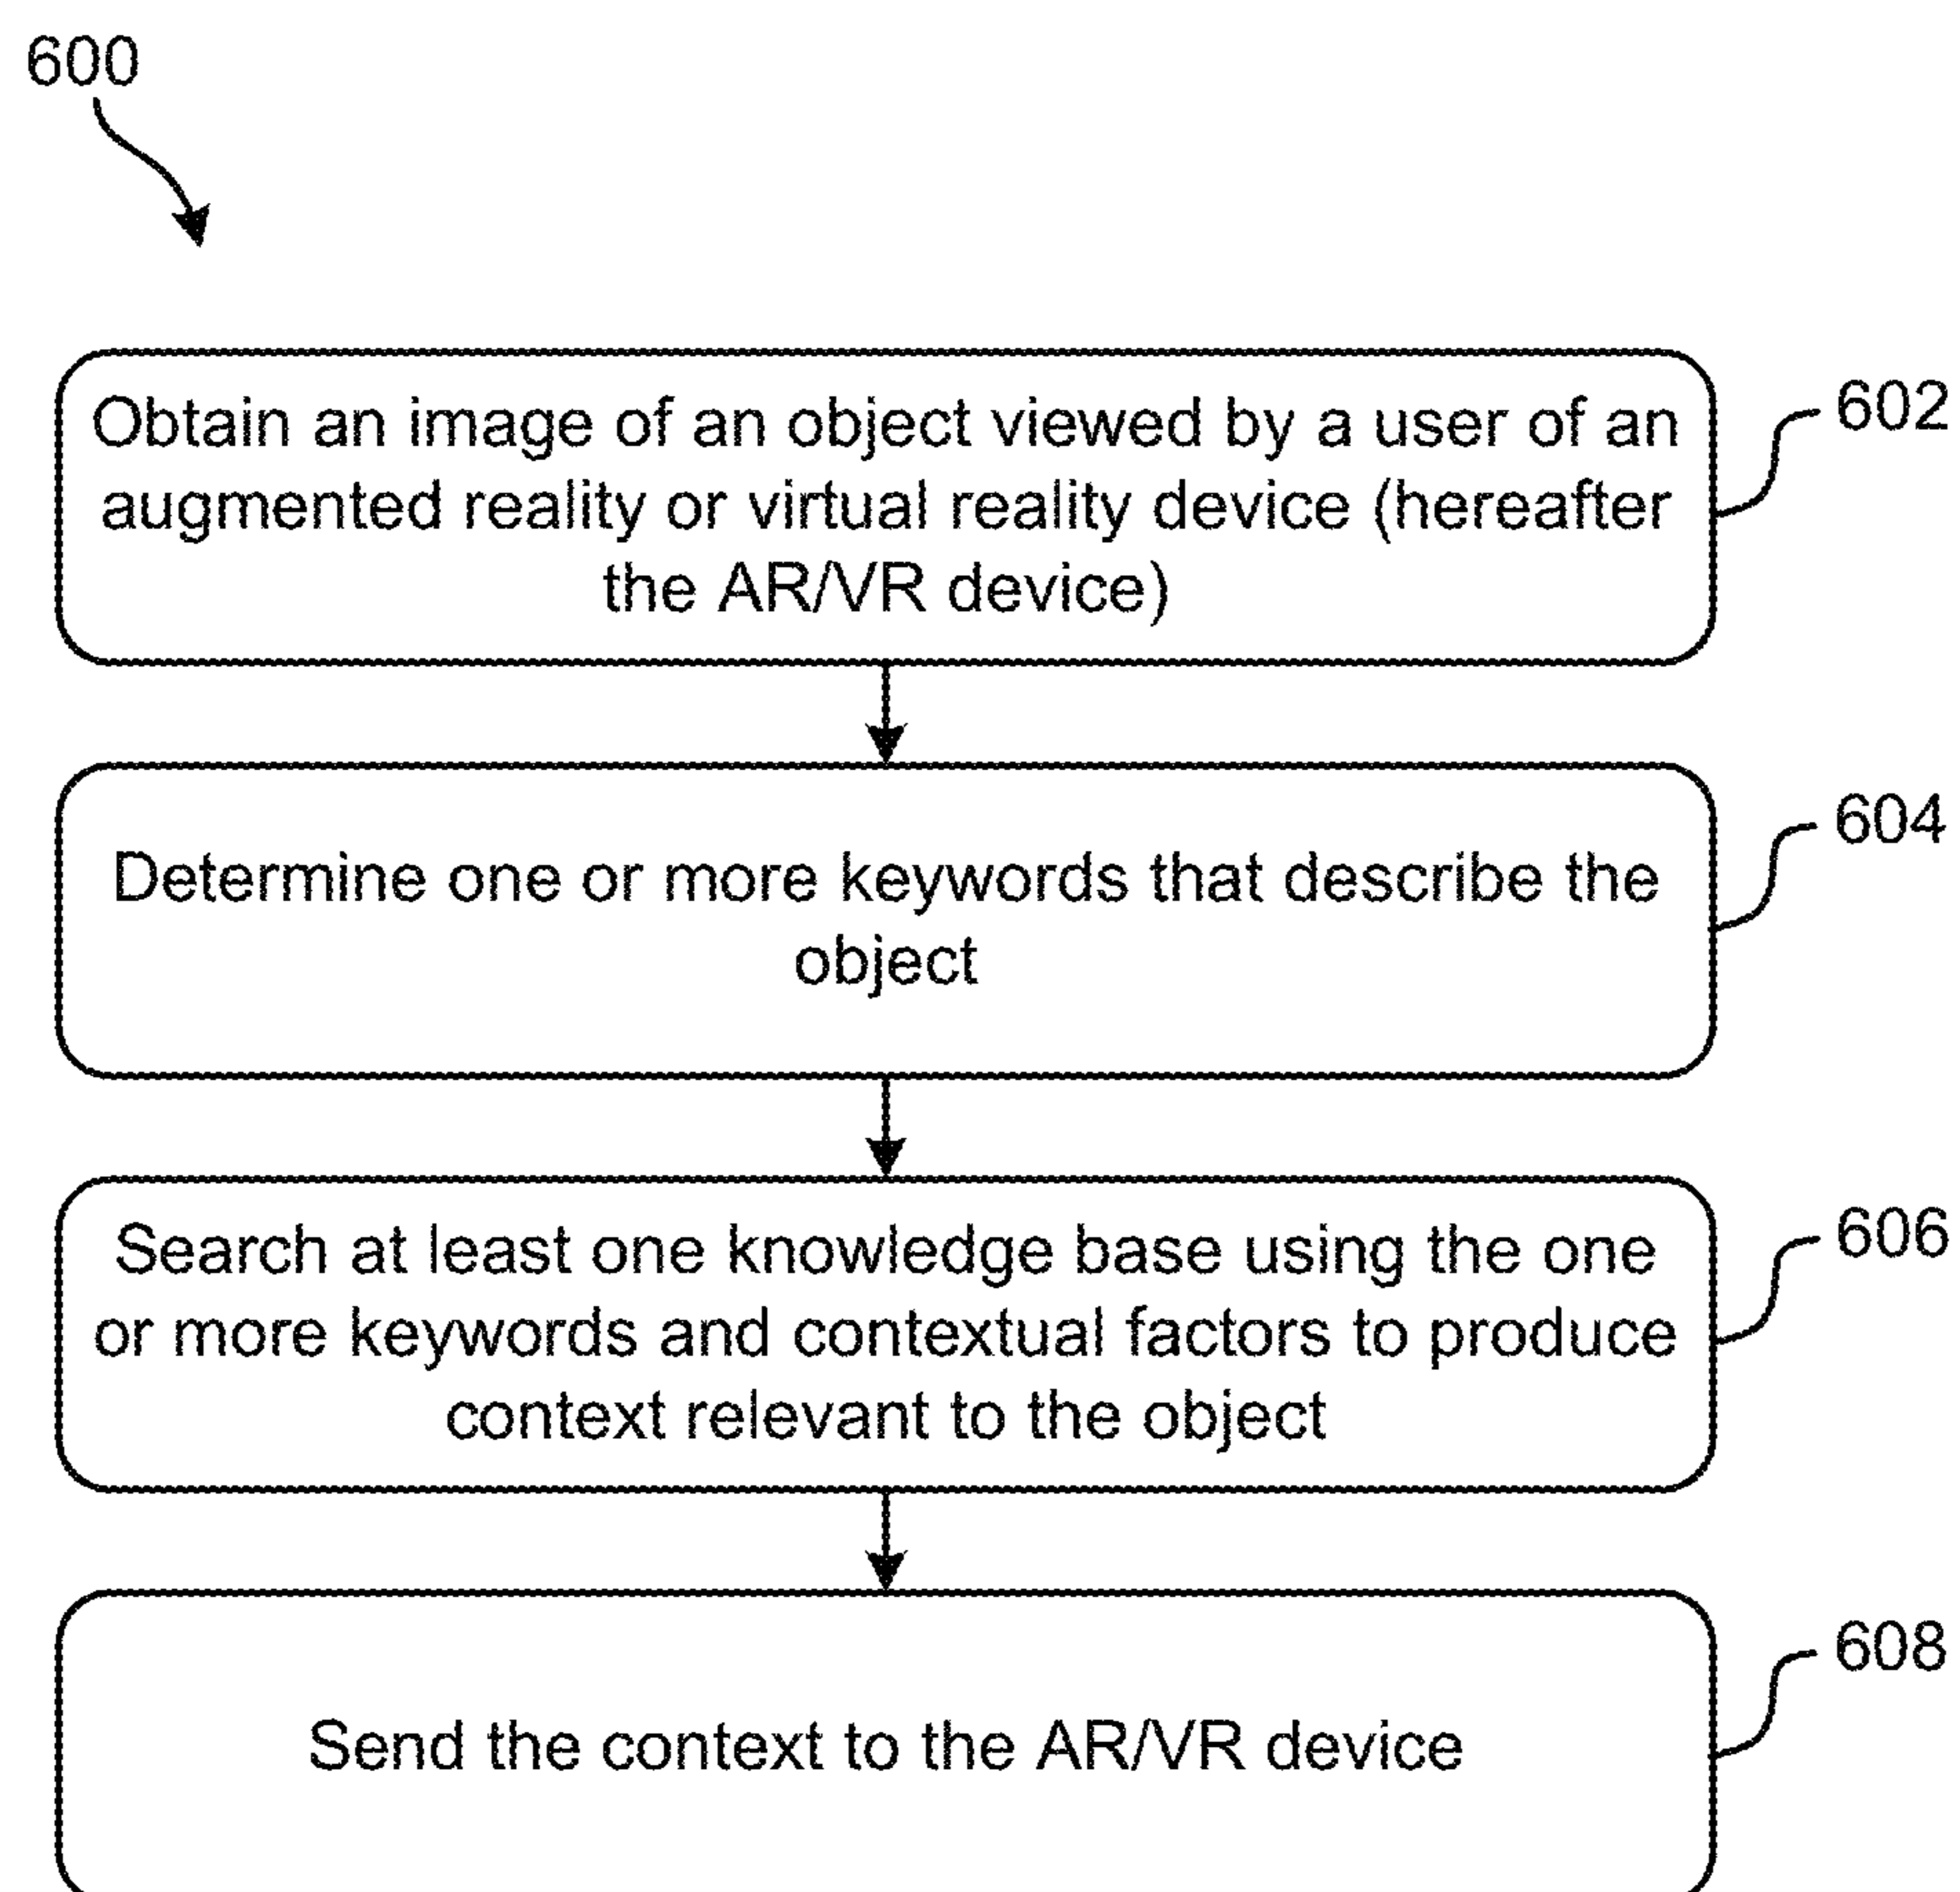 600
Obtain an image of an object viewed by a user of an
augmented reality or virtual reality device (hereafter
the AR/VR device)
602
Determine one or more keywords that describe the
object
604
Search at least one knowledge base using the one
or more keywords and contextual factors to produce
context relevant to the object
606
Send the context to the AR/VR device
608